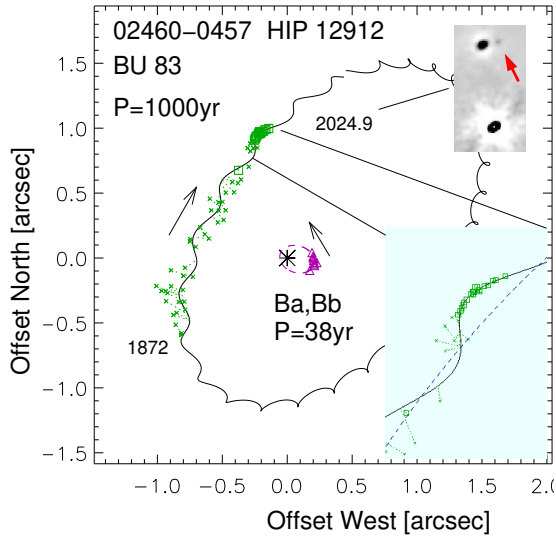 02460−0457 HIP 12912
BU 83
P=1000yr
2024.9
Ba,Bb
P=38yr
1872
1.5
1.0
0.5
0.0
−0.5
−1.0
−1.5
Offset North [arcsec]
−1.0 −0.5 0.0 0.5 1.0 1.5 2.0
Offset West [arcsec]